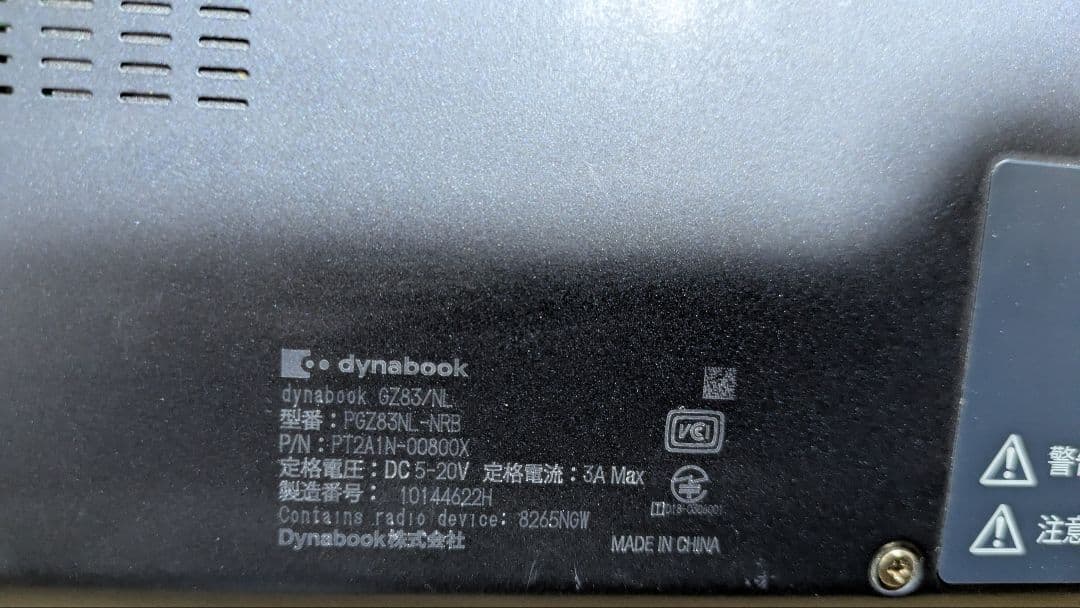 dynabook
dynabook GZ83/NL
型番：PGZ83NL-NRB
P/N：PT2A1N-00800X
定格電圧：DC 5-20V 定格電流：3A Max
製造番号： 10144622H
Contains radio device: 8265NGW
Dynabook株式会社
VCI
MADE IN CHINA
注意